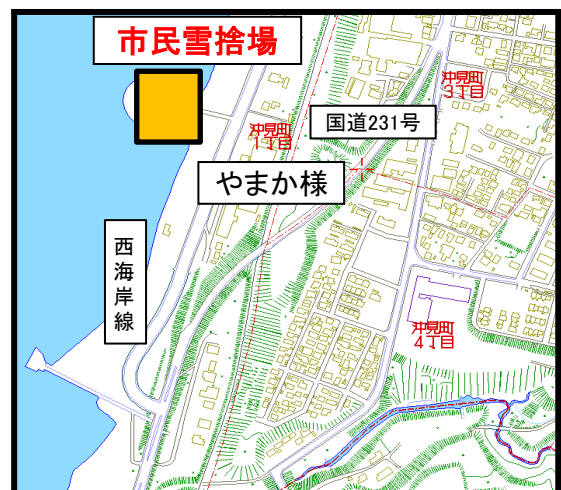 市民雪捨場
沖見町
3丁目
国道231号
沖見町
1丁目
やまか様
西海岸線
沖見町
4丁目